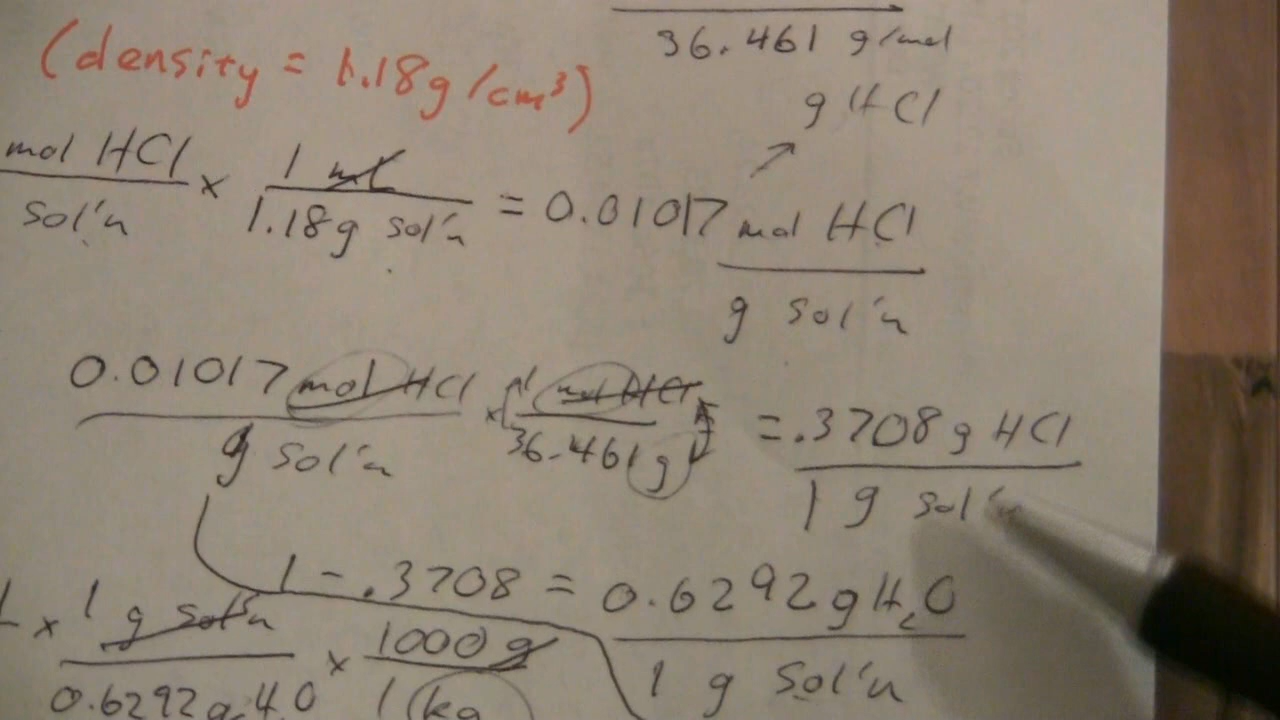 36.461 g/mol
(density = 1.18g/cm³)
g HCl
mol HCl / sol'n × 1 mL / 1.18g sol'n = 0.01017 mol HCl / g sol'n
0.01017 mol HCl / g sol'n × [1 mol HCl / 36.461g] = .3708 g HCl / 1 g sol'n
1 - .3708 = 0.6292 g H₂O / 1 g sol'n
× 1 g sol'n / 0.6292 g H₂O × 1000 g / 1 kg